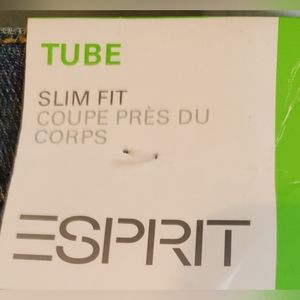 TUBE
SLIM FIT
COUPE PRÈS DU
CORPS
ESPRIT